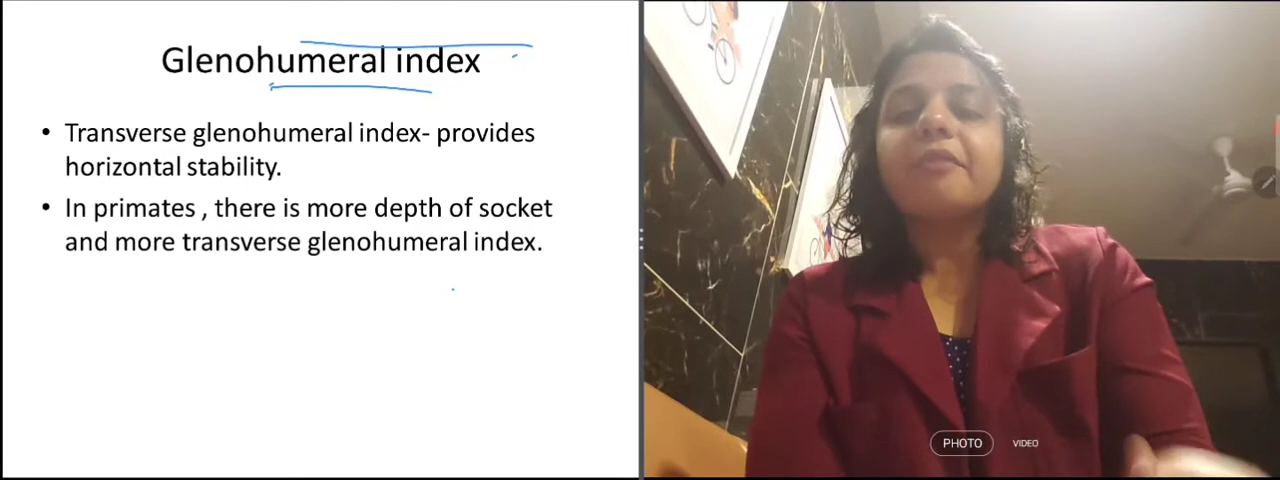 Glenohumeral index
• Transverse glenohumeral index- provides
horizontal stability.
• In primates , there is more depth of socket
and more transverse glenohumeral index.
PHOTO VIDEO